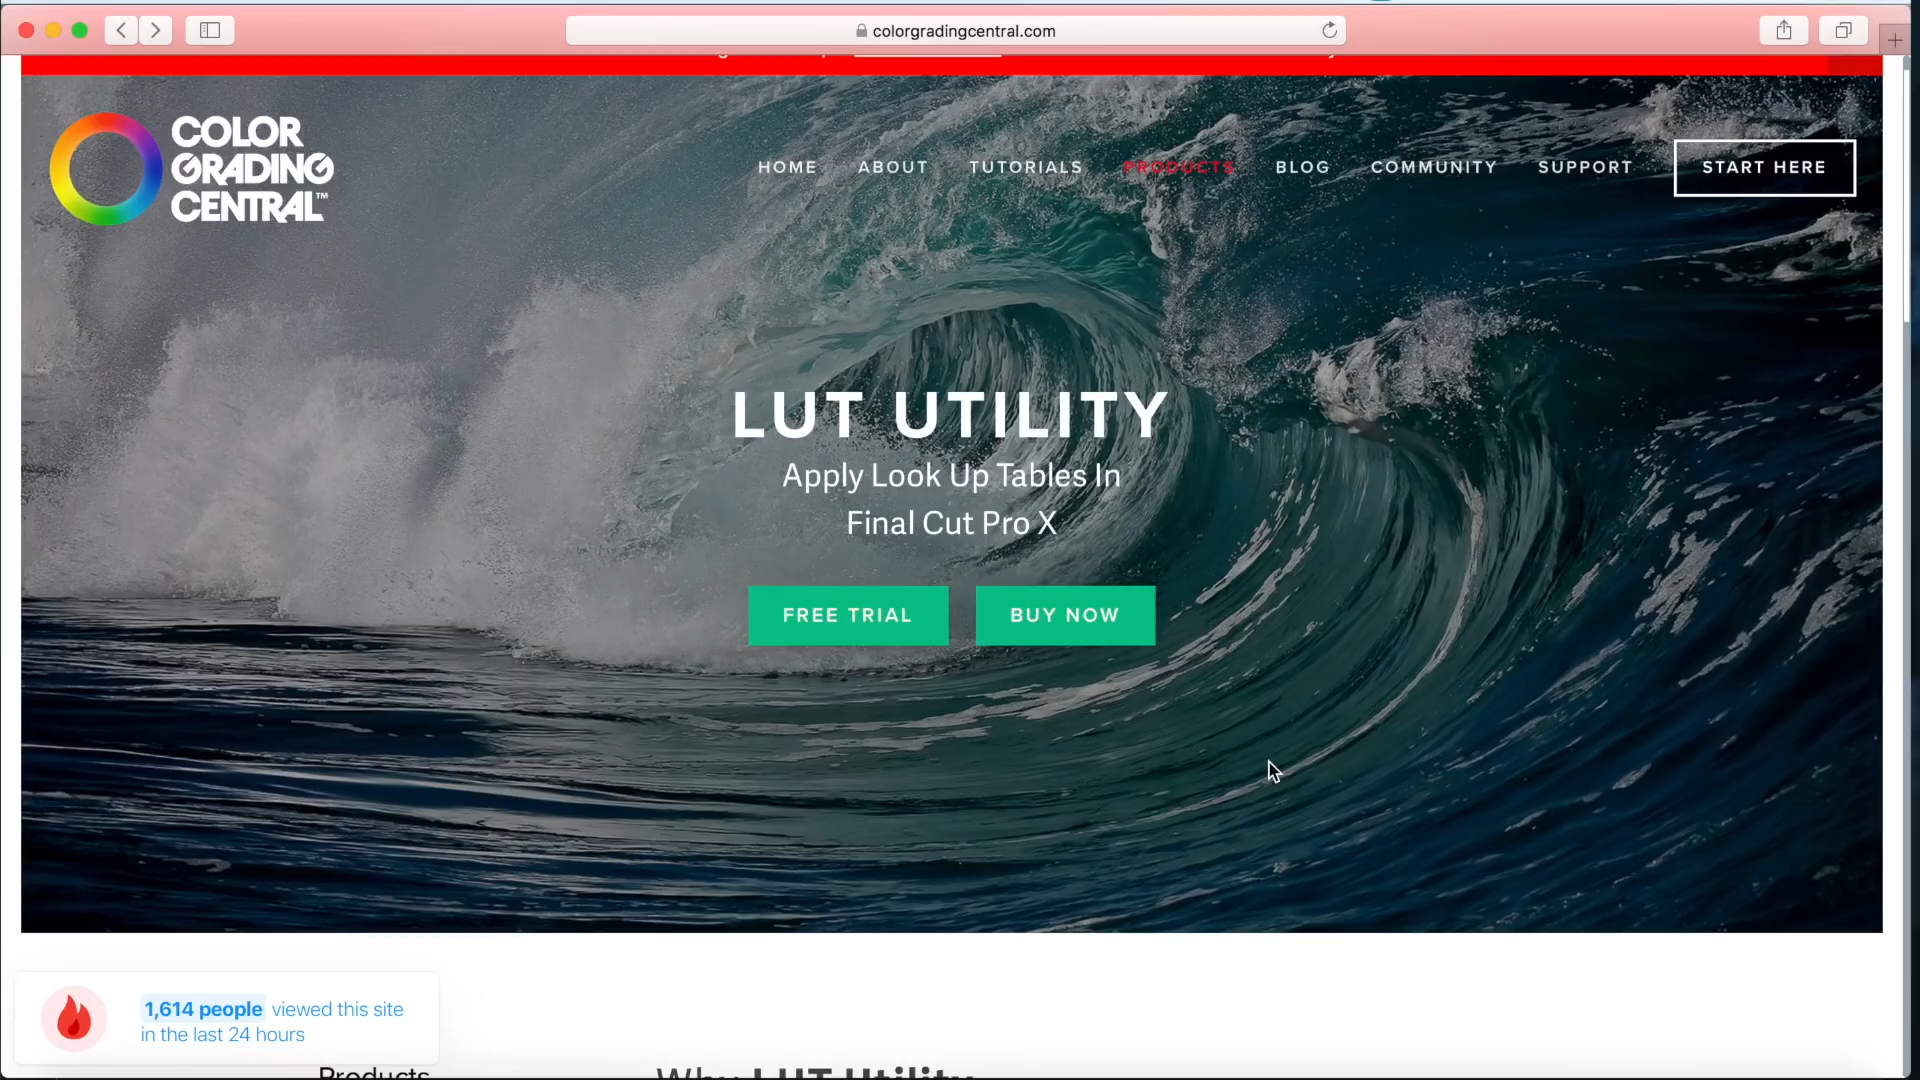 colorgradingcentral.com
COLOR
GRADING
CENTRAL™
HOME ABOUT TUTORIALS PRODUCTS BLOG COMMUNITY SUPPORT START HERE
LUT UTILITY
Apply Look Up Tables In
Final Cut Pro X
FREE TRIAL BUY NOW
1,614 people viewed this site
in the last 24 hours
Products
Why LUT Utility